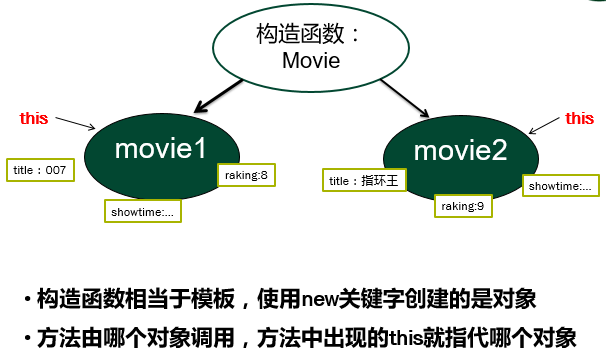 构造函数：
Movie
this
movie1
title：007
raking:8
showtime:...
this
movie2
title：指环王
raking:9
showtime:...
• 构造函数相当于模板，使用new关键字创建的是对象
• 方法由哪个对象调用，方法中出现的this就指代哪个对象